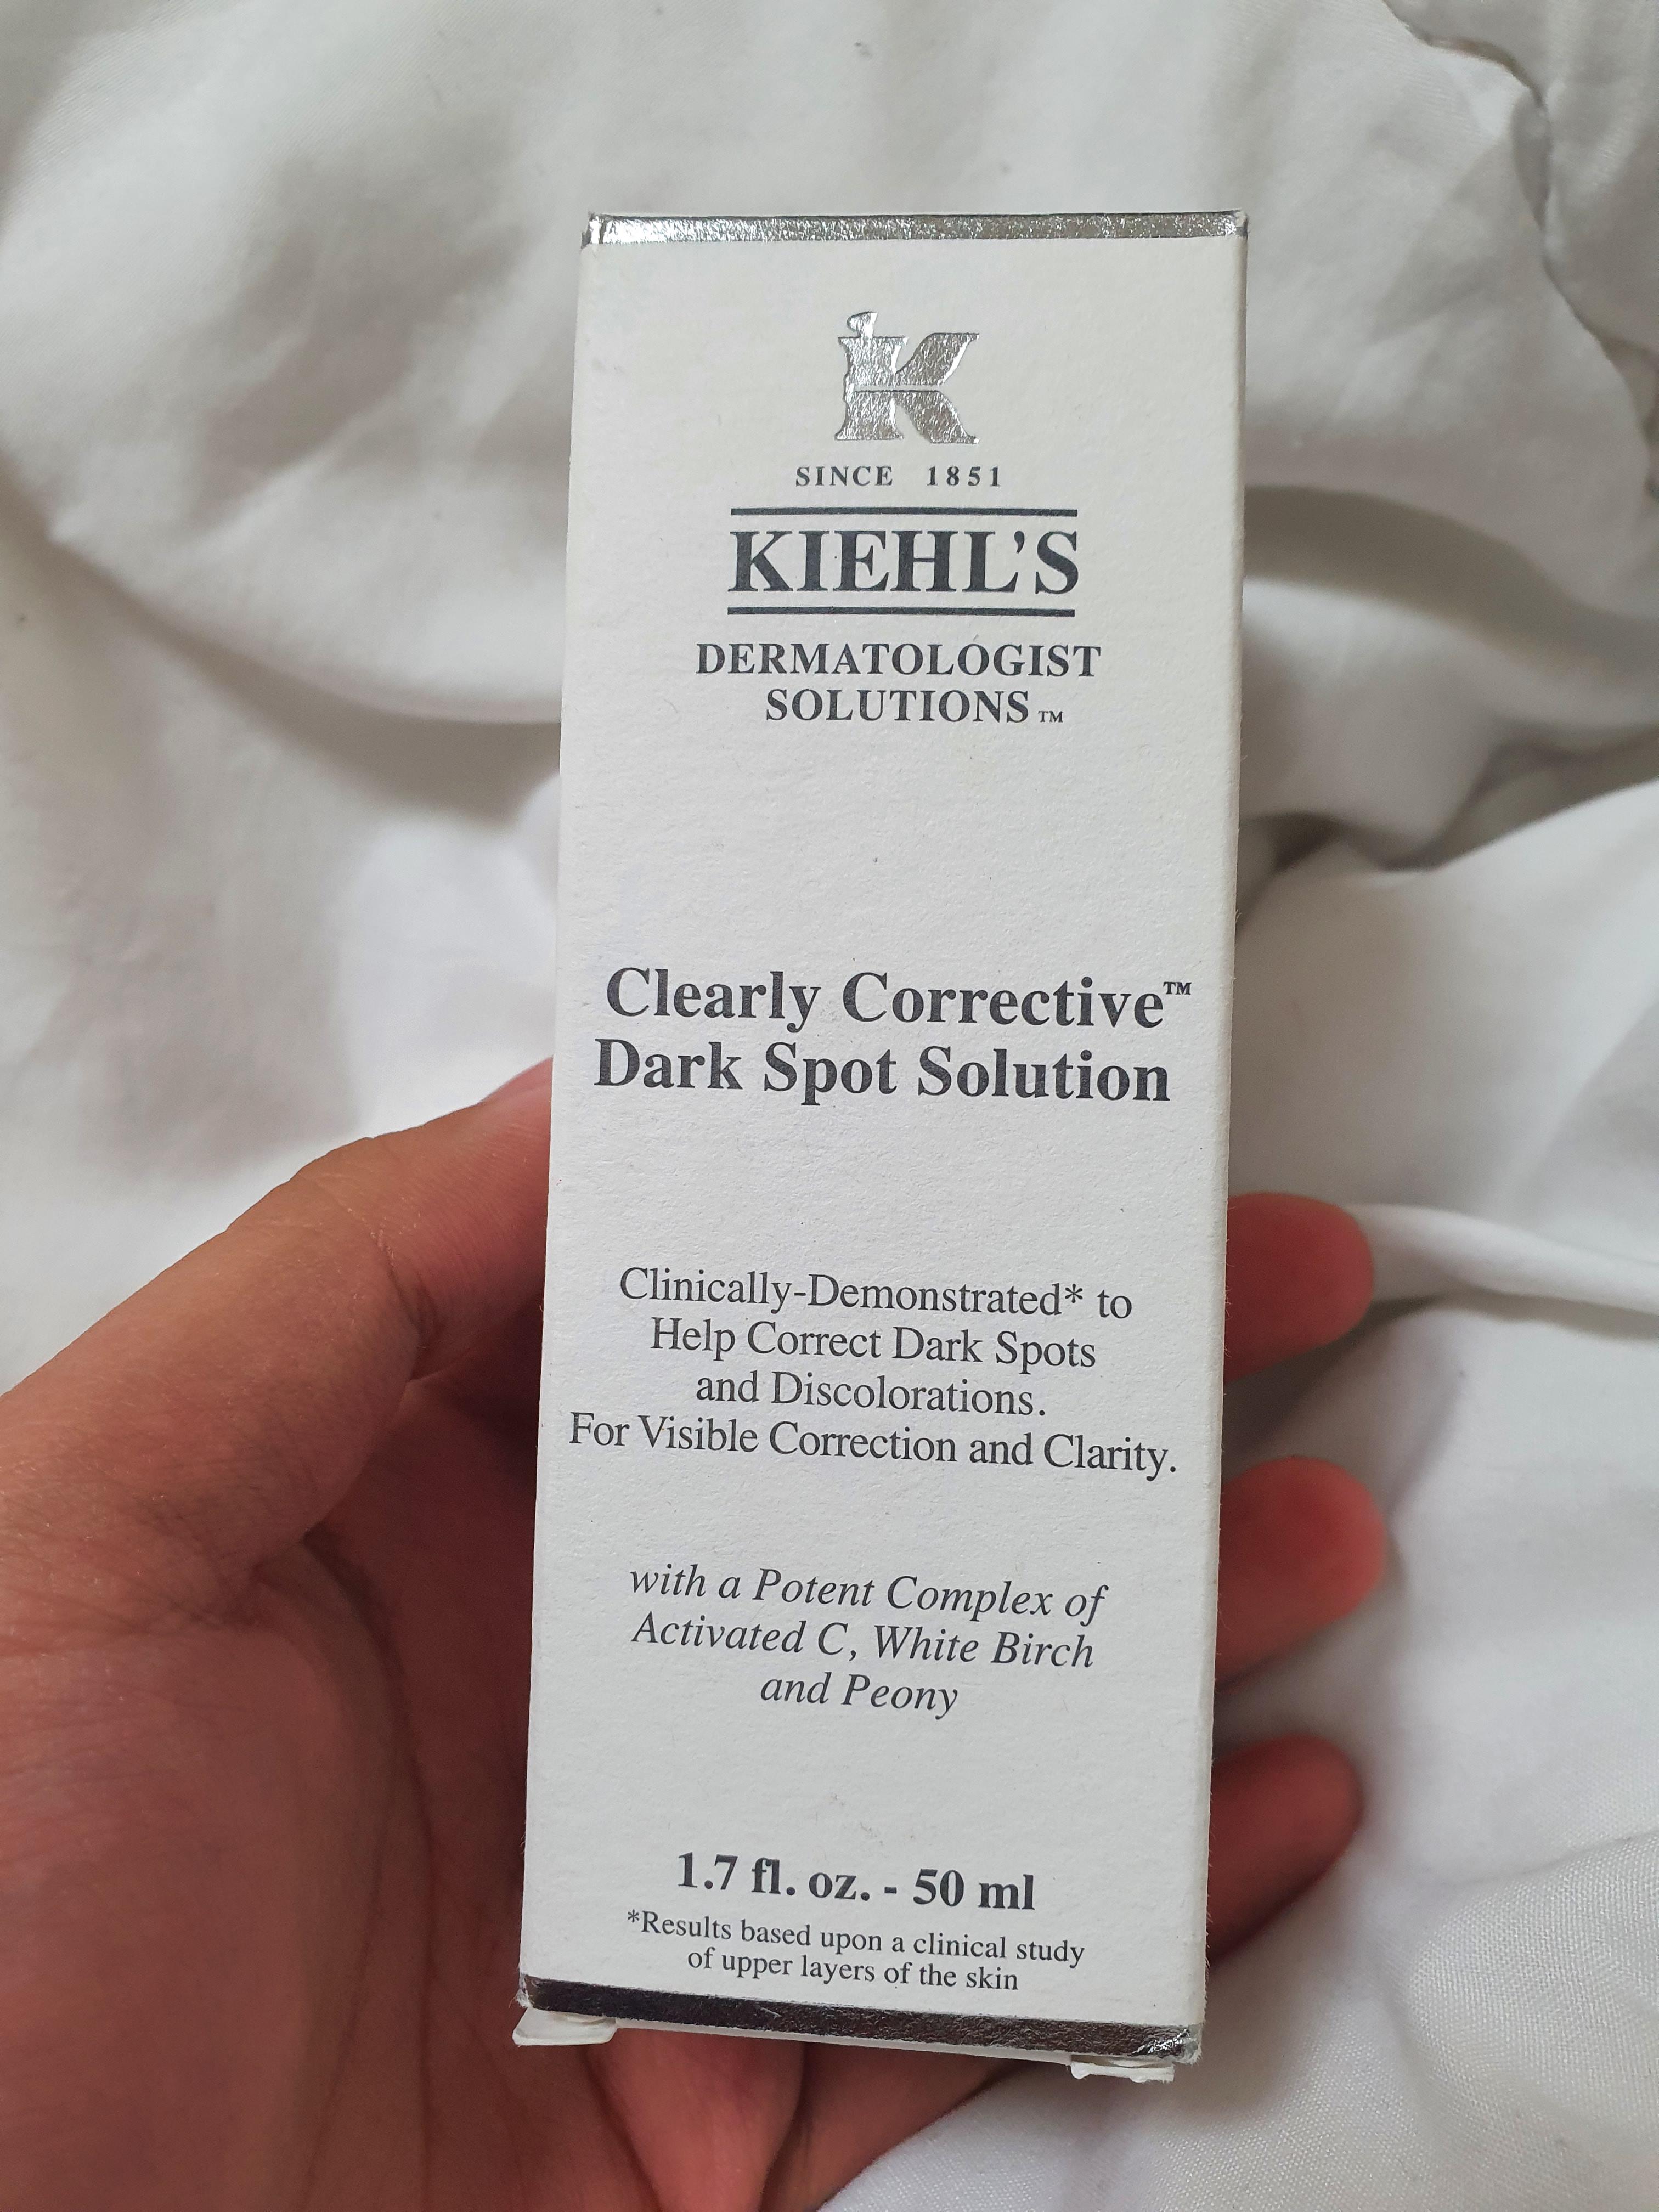 K
SINCE 1851
KIEHL'S
DERMATOLOGIST
SOLUTIONS™
Clearly Corrective™
Dark Spot Solution
Clinically-Demonstrated* to
Help Correct Dark Spots
and Discolorations.
For Visible Correction and Clarity.
with a Potent Complex of
Activated C, White Birch
and Peony
1.7 fl. oz. - 50 ml
*Results based upon a clinical study
of upper layers of the skin